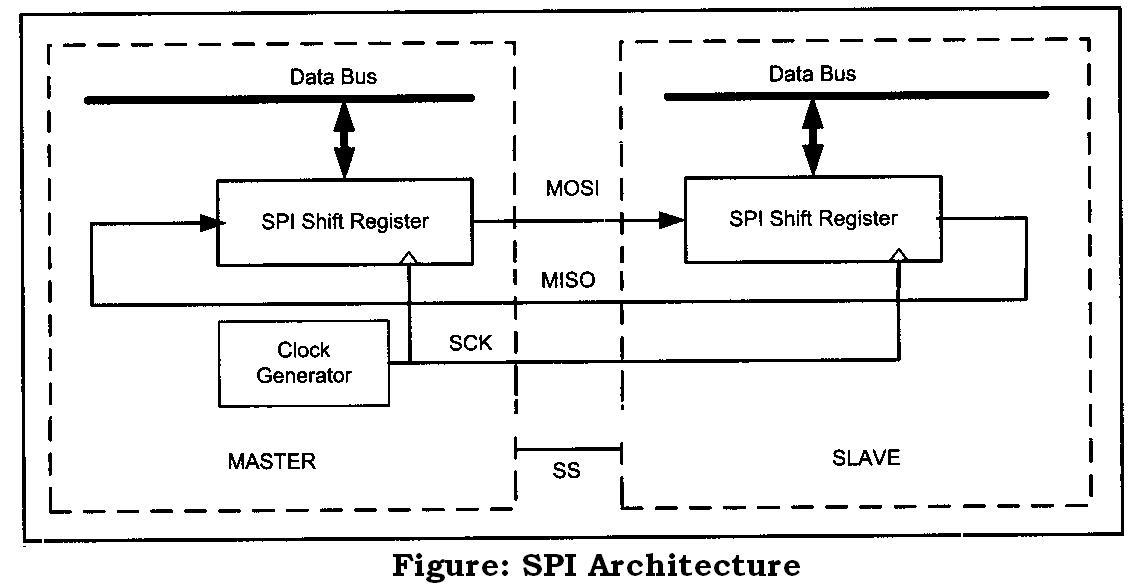 Data Bus
Data Bus
SPI Shift Register
MOSI
SPI Shift Register
MISO
Clock
Generator
SCK
MASTER
SS
SLAVE
Figure: SPI Architecture